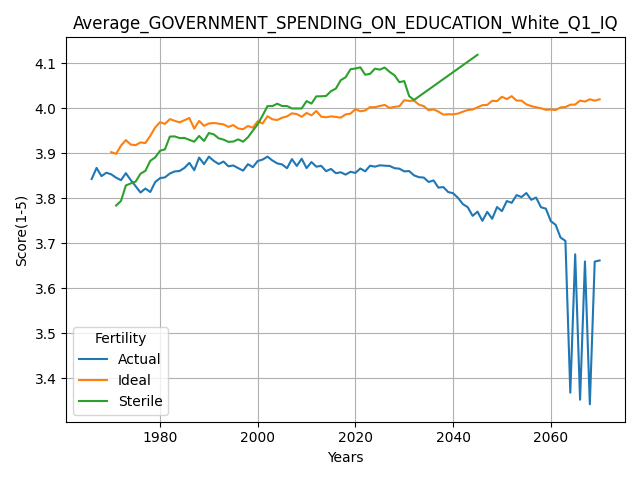 Average_GOVERNMENT_SPENDING_ON_EDUCATION_White_Q1_IQ
Score(1-5)
4.1
4.0
3.9
3.8
3.7
3.6
3.5
3.4
Fertility
Actual
Ideal
Sterile
1980 2000 2020 2040 2060
Years